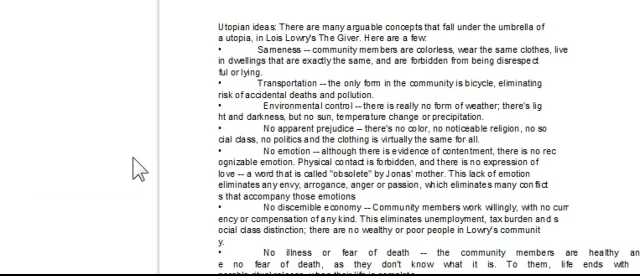 Utopian ideas: There are many arguable concepts that fall under the umbrella of
a utopia, in Lois Lowry's The Giver. Here are a few:
• Sameness -- community members are colorless, wear the same clothes, live
in dwellings that are exactly the same, and are forbidden from being disrespect
ful or lying.
• Transportation -- the only form in the community is bicycle, eliminating
risk of accidental deaths and pollution.
• Environmental control -- there is really no form of weather; there's lig
ht and darkness, but no sun, temperature change or precipitation.
• No apparent prejudice -- there's no color, no noticeable religion, no so
cial class, no politics and the clothing is virtually the same for all.
• No emotion -- although there is evidence of contentment, there is no rec
ognizable emotion. Physical contact is forbidden, and there is no expression of
love -- a word that is called "obsolete" by Jonas' mother. This lack of emotion
eliminates any envy, arrogance, anger or passion, which eliminates many conflict
s that accompany those emotions
• No discernible economy -- Community members work willingly, with no curr
ency or compensation of any kind. This eliminates unemployment, tax burden and s
ocial class distinction; there are no wealthy or poor people in Lowry's communit
y.
• No illness or fear of death -- the community members are healthy an
e no fear of death, as they don't know what it is. To them, life ends with